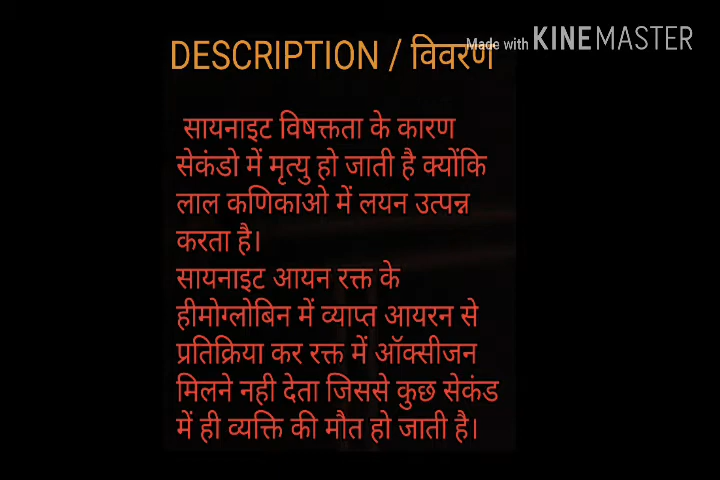 Made with KINEMASTER
DESCRIPTION / विवरण
सायनाइट विषक्तता के कारण
सेकंडो में मृत्यु हो जाती है क्योंकि
लाल कणिकाओ में लयन उत्पन्न
करता है।
सायनाइट आयन रक्त के
हीमोग्लोबिन में व्याप्त आयरन से
प्रतिक्रिया कर रक्त में ऑक्सीजन
मिलने नही देता जिससे कुछ सेकंड
में ही व्यक्ति की मौत हो जाती है।